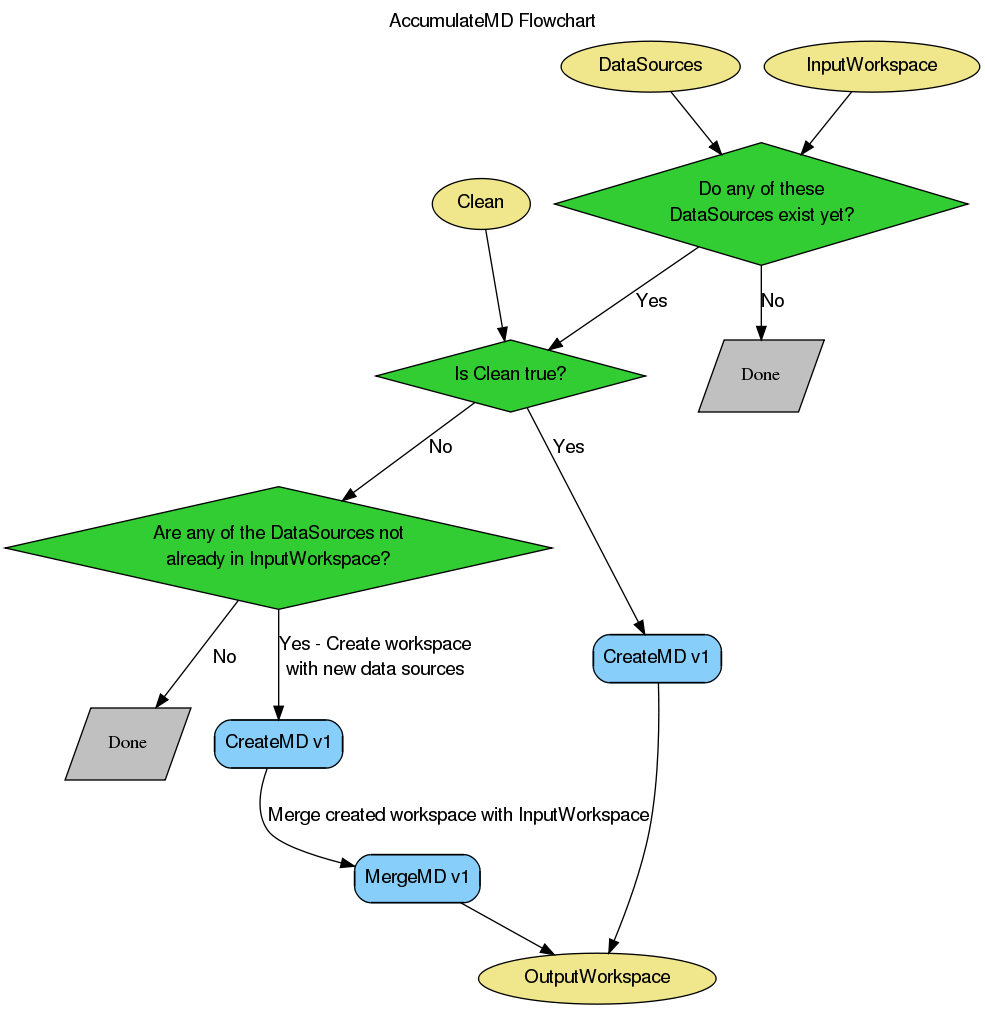 AccumulateMD Flowchart
DataSources
InputWorkspace
Do any of these
DataSources exist yet?
Clean
Yes
No
Is Clean true?
Done
No
Yes
Are any of the DataSources not
already in InputWorkspace?
No
Yes - Create workspace
with new data sources
CreateMD v1
Done
CreateMD v1
Merge created workspace with InputWorkspace
MergeMD v1
OutputWorkspace